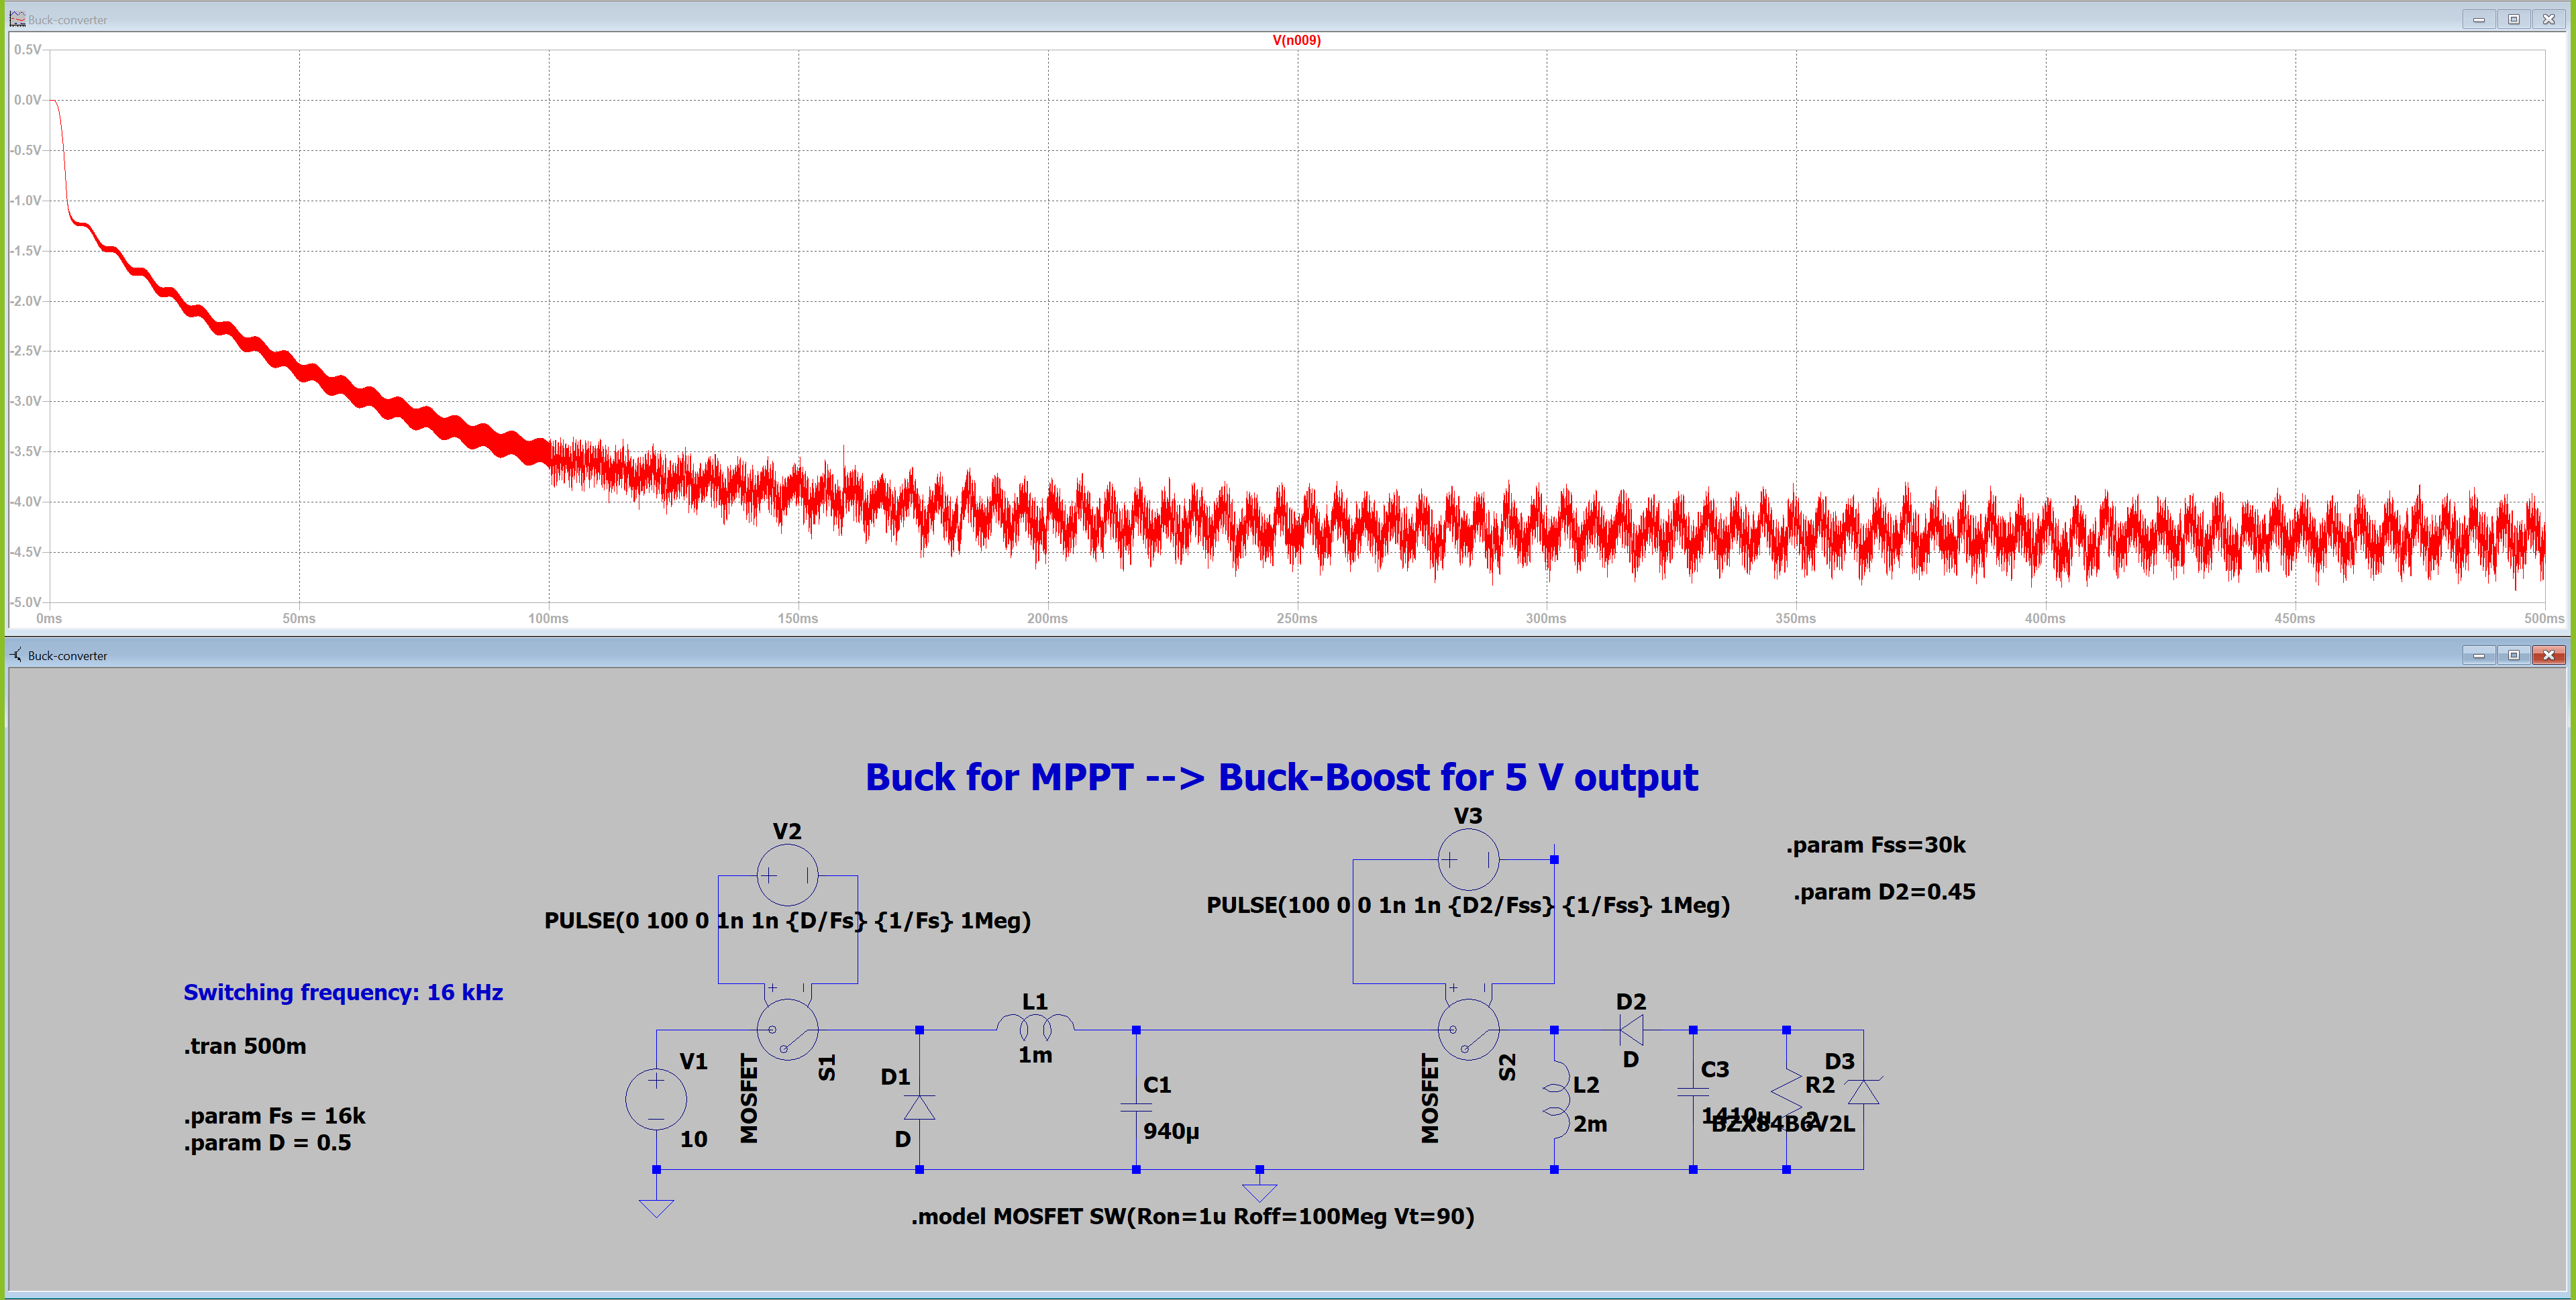 Buck-converter
V(n009)
0.5V
0.0V
-0.5V
-1.0V
-1.5V
-2.0V
-2.5V
-3.0V
-3.5V
-4.0V
-4.5V
-5.0V
0ms 50ms 100ms 150ms 200ms 250ms 300ms 350ms 400ms 450ms 500ms
Buck-converter
Buck for MPPT --> Buck-Boost for 5 V output
V2
V3
.param Fss=30k
.param D2=0.45
PULSE(0 100 0 1n 1n {D/Fs} {1/Fs} 1Meg)
PULSE(100 0 0 1n 1n {D2/Fss} {1/Fss} 1Meg)
Switching frequency: 16 kHz
.tran 500m
.param Fs = 16k
.param D = 0.5
V1
10
MOSFET
S1
D1
D
L1
1m
C1
940µ
MOSFET
S2
L2
2m
D2
D
C3
1410µ
R2
2
D3
BZX84B6V2L
.model MOSFET SW(Ron=1u Roff=100Meg Vt=90)